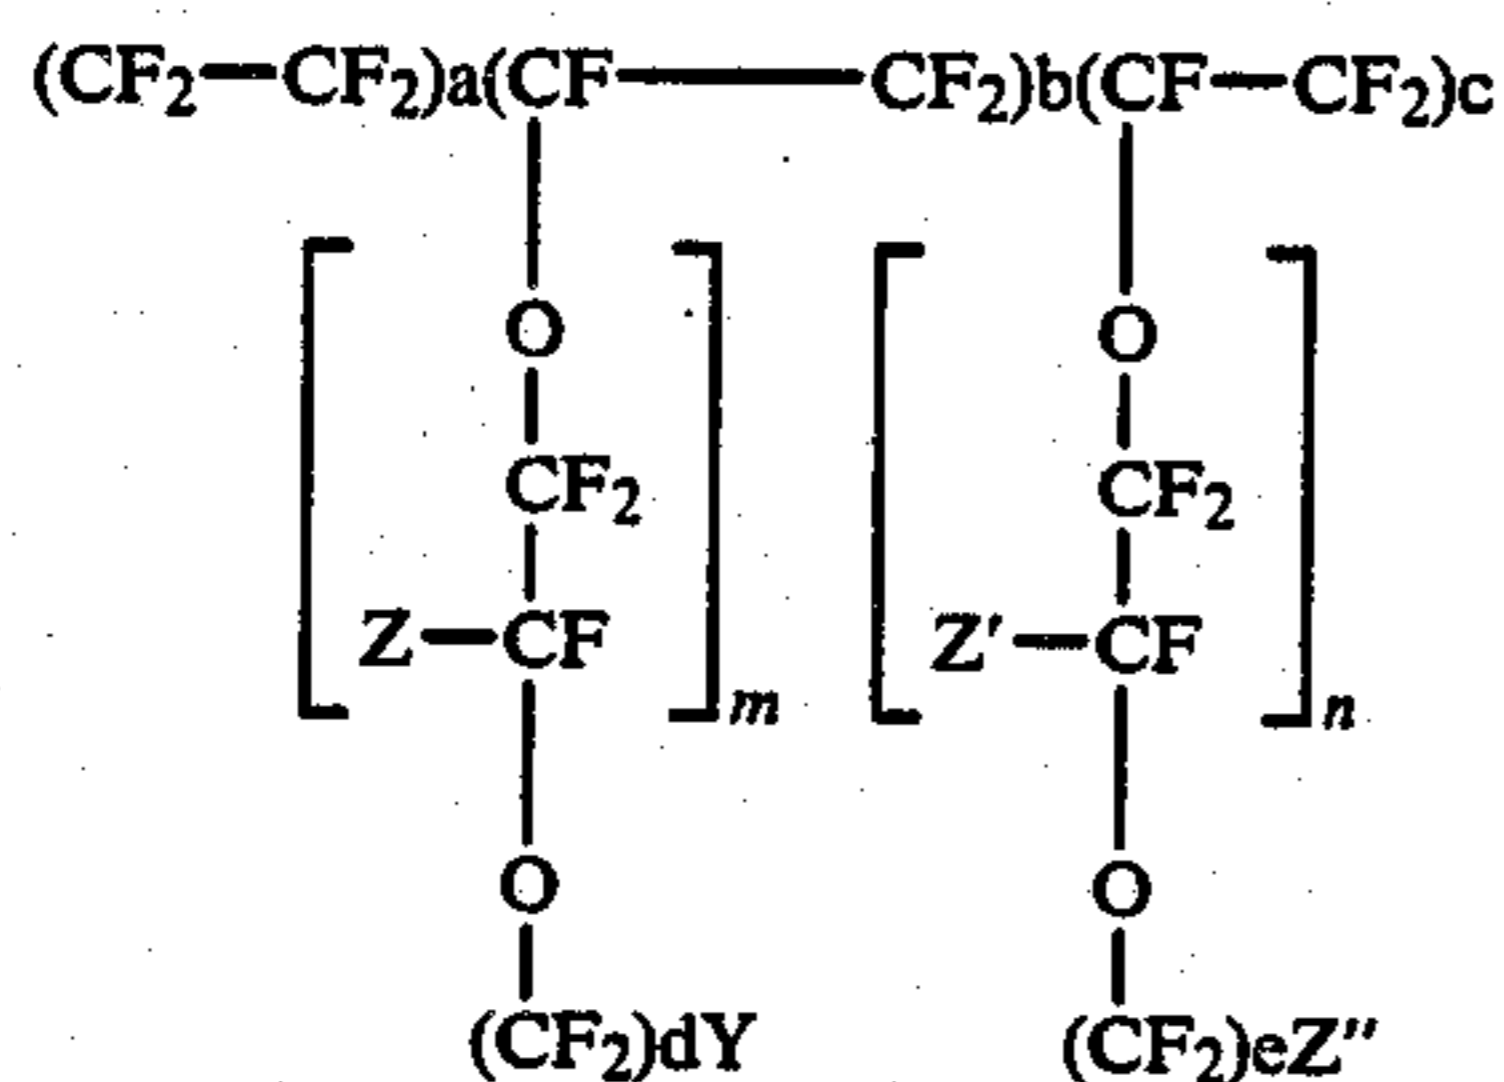 (CF2—CF2)a(CF—CF2)b(CF—CF2)c
O O
CF2 CF2
Z—CF Z′—CF
m n
O O
(CF2)dY (CF2)eZ″